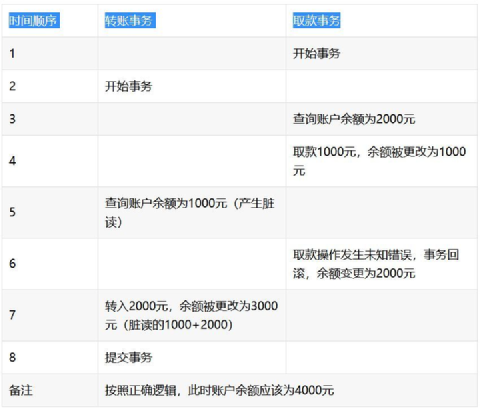 时间顺序 转账事务 取款事务
1 开始事务
2 开始事务
3 查询账户余额为2000元
4 取款1000元，余额被更改为1000
元
5 查询账户余额为1000元（产生脏
读）
6 取款操作发生未知错误，事务回
滚，余额变更为2000元
7 转入2000元，余额被更改为3000
元（脏读的1000+2000）
8 提交事务
备注 按照正确逻辑，此时账户余额应该为4000元